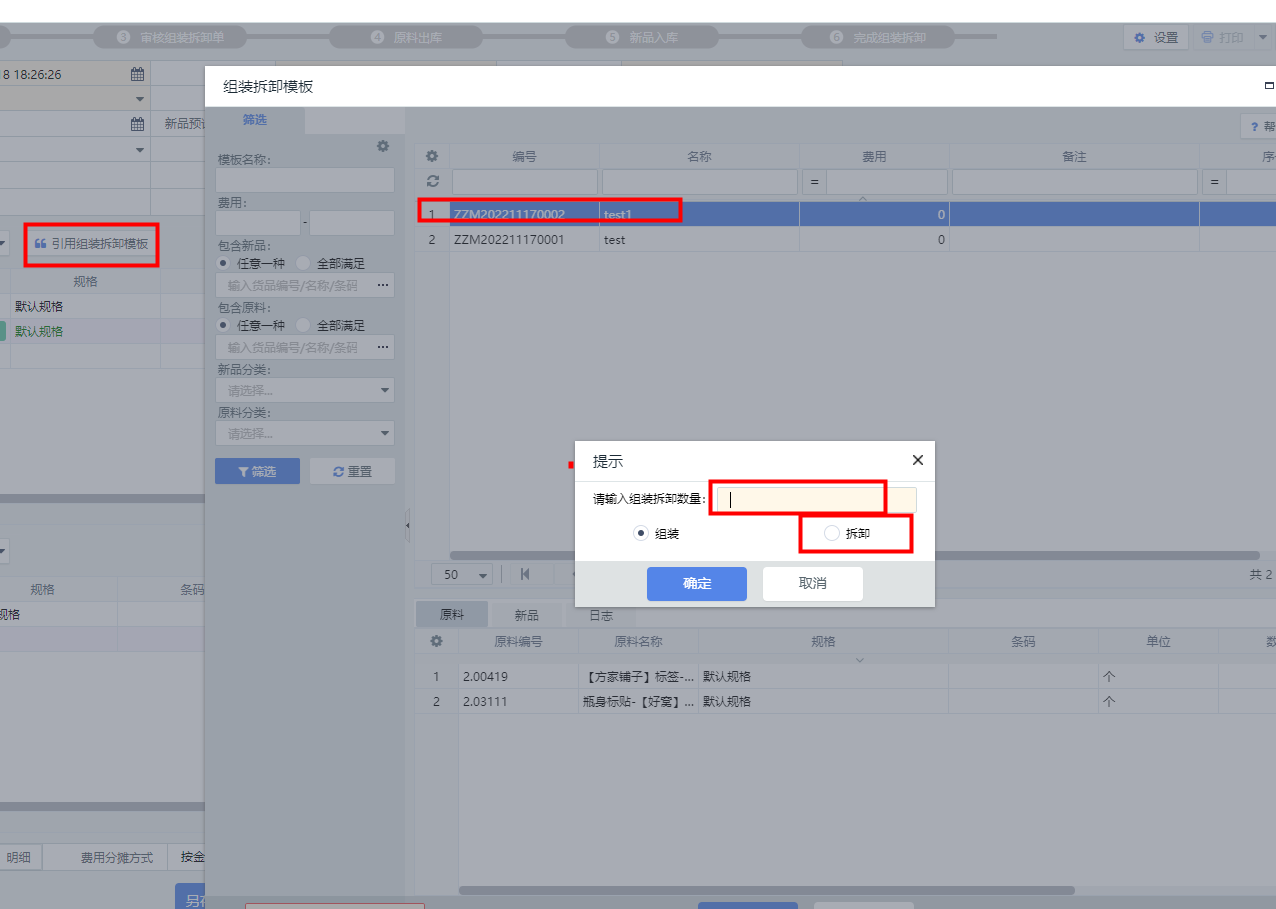 3 审核组装拆卸单
4 原料出库
5 新品入库
6 完成组装拆卸
设置
打印
8 18:26:26
新品预
引用组装拆卸模板
规格
默认规格
默认规格
规格
条码
规格
明细
费用分摊方式
按金
另存
组装拆卸模板
筛选
模板名称:
费用:
-
包含新品:
任意一种
全部满足
输入货品编号/名称/条码
...
包含原料:
任意一种
全部满足
输入货品编号/名称/条码
...
新品分类:
请选择...
原料分类:
请选择...
筛选
重置
? 帮
编号
名称
费用
备注
序
=
=
1 ZZM202211170002 test1 0
2 ZZM202211170001 test 0
提示
请输入组装拆卸数量:
组装
拆卸
确定
取消
50
共 2
原料
新品
日志
原料编号
原料名称
规格
条码
单位
数
1 2.00419 【方家铺子】标签-... 默认规格 个
2 2.03111 瓶身标贴-【好窝】... 默认规格 个